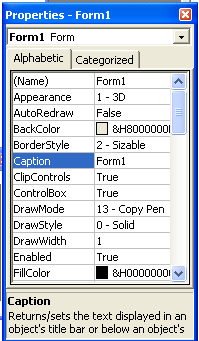 Properties - Form1
Form1 Form
Alphabetic Categorized
(Name) Form1
Appearance 1 - 3D
AutoRedraw False
BackColor &H8000000
BorderStyle 2 - Sizable
Caption Form1
ClipControls True
ControlBox True
DrawMode 13 - Copy Pen
DrawStyle 0 - Solid
DrawWidth 1
Enabled True
FillColor &H0000000
Caption
Returns/sets the text displayed in an
object's title bar or below an object's